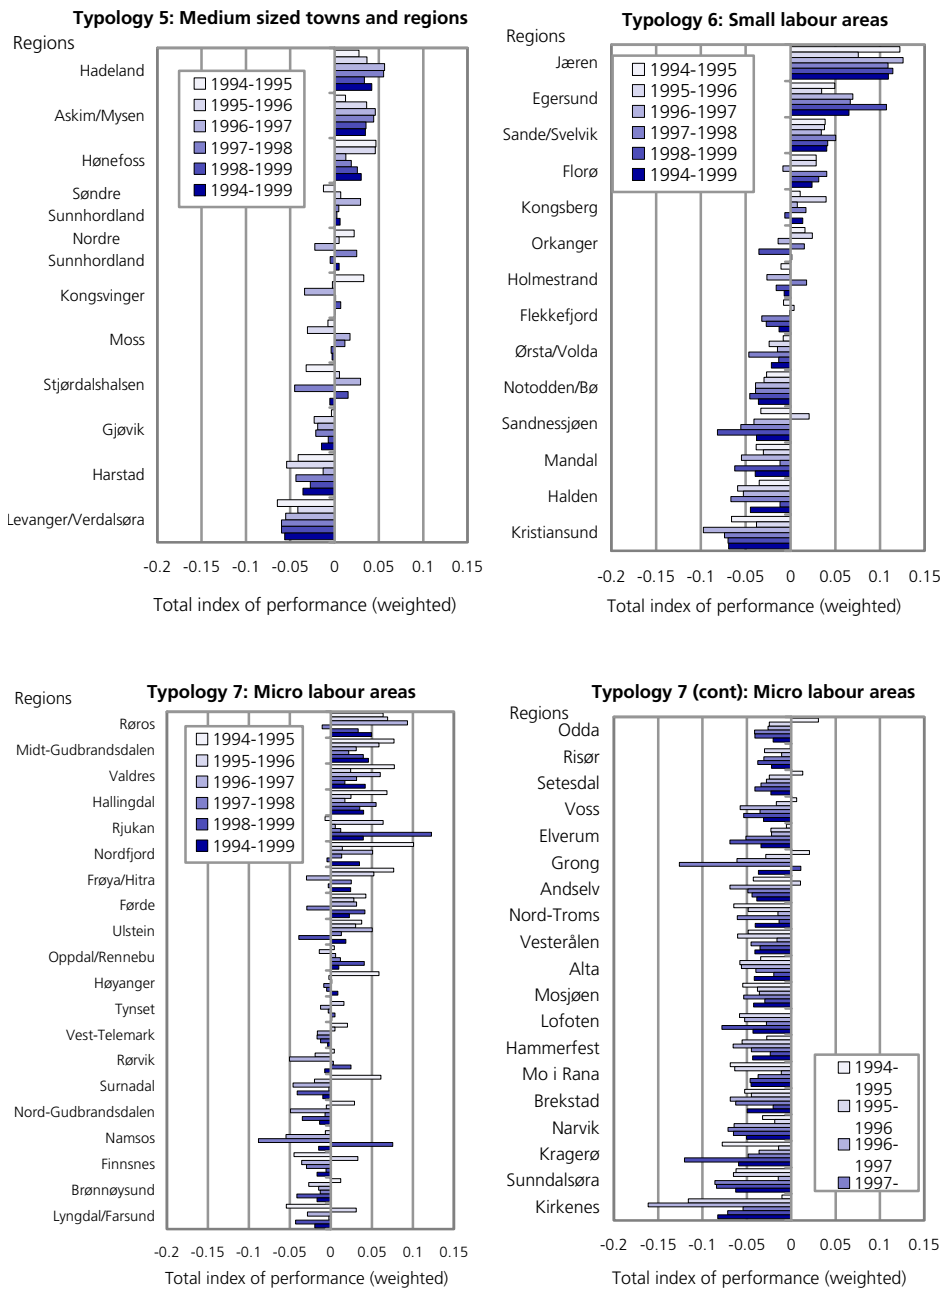 Typology 5: Medium sized towns and regions
Regions
Hadeland
Askim/Mysen
Hønefoss
Søndre
Sunnhordland
Nordre
Sunnhordland
Kongsvinger
Moss
Stjørdalshalsen
Gjøvik
Harstad
Levanger/Verdalsøra
1994-1995
1995-1996
1996-1997
1997-1998
1998-1999
1994-1999
-0.2 -0.15 -0.1 -0.05 0 0.05 0.1 0.15
Total index of performance (weighted)
Typology 6: Small labour areas
Regions
Jæren
Egersund
Sande/Svelvik
Florø
Kongsberg
Orkanger
Holmestrand
Flekkefjord
Ørsta/Volda
Notodden/Bø
Sandnessjøen
Mandal
Halden
Kristiansund
1994-1995
1995-1996
1996-1997
1997-1998
1998-1999
1994-1999
-0.2 -0.15 -0.1 -0.05 0 0.05 0.1 0.15
Total index of performance (weighted)
Typology 7: Micro labour areas
Regions
Røros
Midt-Gudbrandsdalen
Valdres
Hallingdal
Rjukan
Nordfjord
Frøya/Hitra
Førde
Ulstein
Oppdal/Rennebu
Høyanger
Tynset
Vest-Telemark
Rørvik
Surnadal
Nord-Gudbrandsdalen
Namsos
Finnsnes
Brønnøysund
Lyngdal/Farsund
1994-1995
1995-1996
1996-1997
1997-1998
1998-1999
1994-1999
-0.2 -0.15 -0.1 -0.05 0 0.05 0.1 0.15
Total index of performance (weighted)
Typology 7 (cont): Micro labour areas
Regions
Odda
Risør
Setesdal
Voss
Elverum
Grong
Andselv
Nord-Troms
Vesterålen
Alta
Mosjøen
Lofoten
Hammerfest
Mo i Rana
Brekstad
Narvik
Kragerø
Sunndalsøra
Kirkenes
1994-
1995
1995-
1996
1996-
1997
1997-
-0.2 -0.15 -0.1 -0.05 0 0.05 0.1 0.15
Total index of performance (weighted)